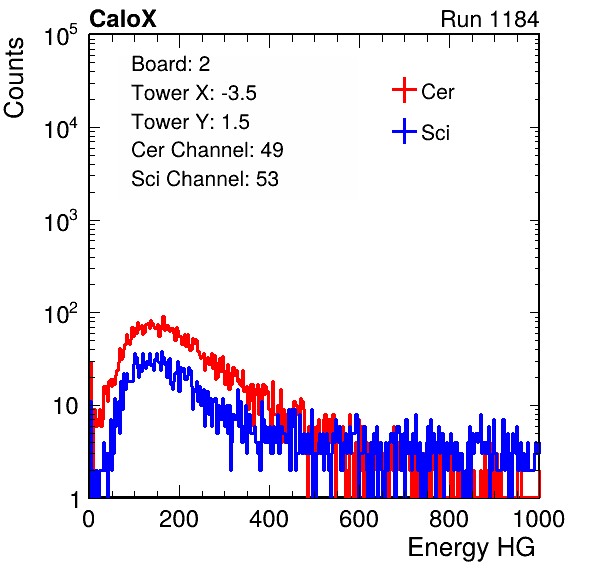 CaloX Run 1184
Counts
Board: 2
Tower X: -3.5
Tower Y: 1.5
Cer Channel: 49
Sci Channel: 53
Cer
Sci
10^5
10^4
10^3
10^2
10
1
0 200 400 600 800 1000
Energy HG